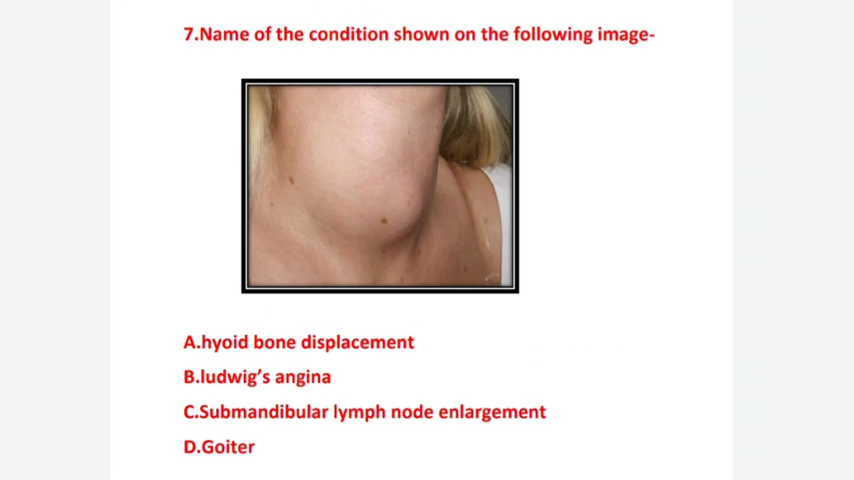 7.Name of the condition shown on the following image-
A.hyoid bone displacement
B.ludwig’s angina
C.Submandibular lymph node enlargement
D.Goiter